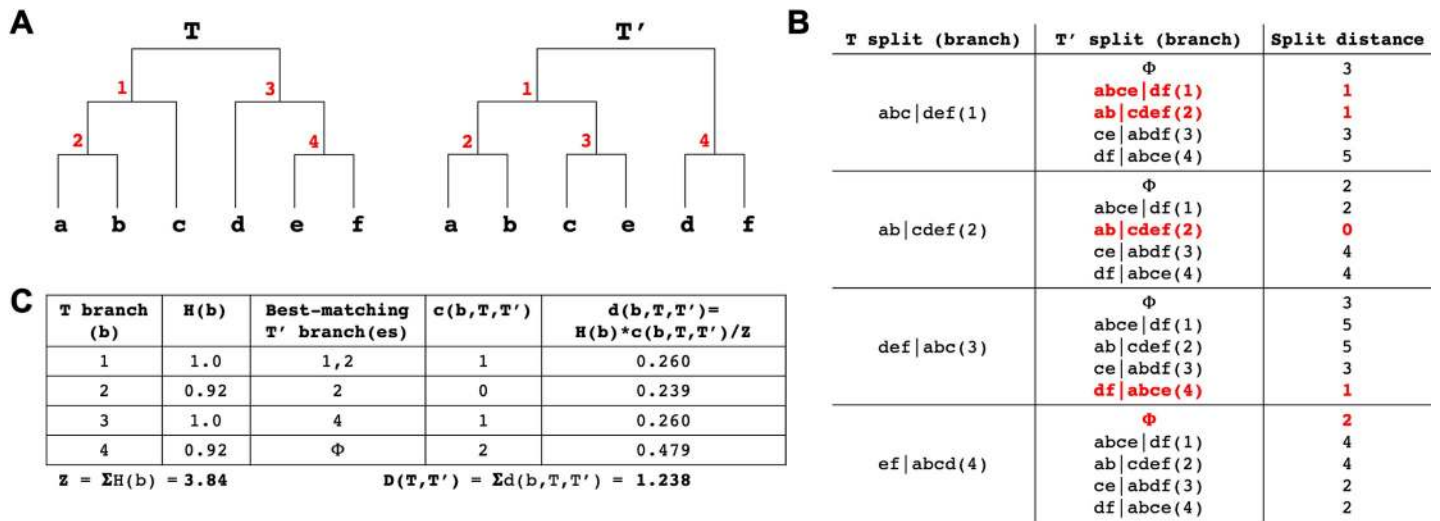 A
T
T′
1
3
2
4
1
2
3
4
a b c d e f
a b c e d f
B
T split (branch) T′ split (branch) Split distance
abc|def(1)
Φ 3
abce|df(1) 1
ab|cdef(2) 1
ce|abdf(3) 3
df|abce(4) 5
ab|cdef(2)
Φ 2
abce|df(1) 2
ab|cdef(2) 0
ce|abdf(3) 4
df|abce(4) 4
def|abc(3)
Φ 3
abce|df(1) 5
ab|cdef(2) 5
ce|abdf(3) 3
df|abce(4) 1
ef|abcd(4)
Φ 2
abce|df(1) 4
ab|cdef(2) 4
ce|abdf(3) 2
df|abce(4) 2
C
T branch H(b) Best-matching c(b,T,T′) d(b,T,T′)=
(b) T′ branch(es) H(b)*c(b,T,T′)/Z
1 1.0 1,2 1 0.260
2 0.92 2 0 0.239
3 1.0 4 1 0.260
4 0.92 Φ 2 0.479
Z = ΣH(b) = 3.84 D(T,T′) = Σd(b,T,T′) = 1.238